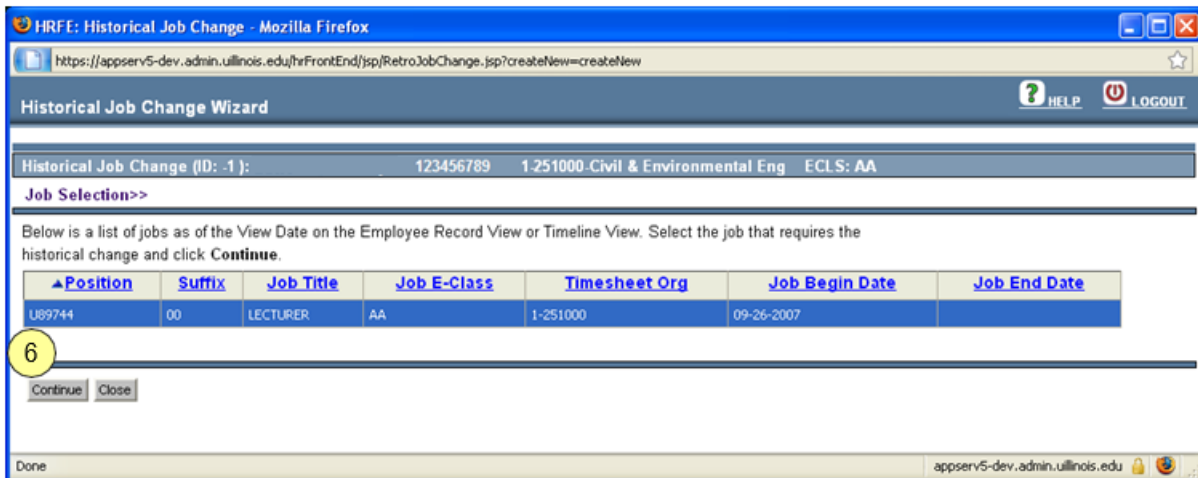 HRFE: Historical Job Change - Mozilla Firefox
https://appserv5-dev.admin.uillinois.edu/hrFrontEnd/jsp/RetroJobChange.jsp?createNew=createNew
Historical Job Change Wizard ? HELP LOGOUT
Historical Job Change (ID: -1 ): 123456789 1-251000-Civil & Environmental Eng ECLS: AA
Job Selection>>
Below is a list of jobs as of the View Date on the Employee Record View or Timeline View. Select the job that requires the
historical change and click Continue.
▲Position Suffix Job Title Job E-Class Timesheet Org Job Begin Date Job End Date
U89744 00 LECTURER AA 1-251000 09-26-2007
6
Continue Close
Done appserv5-dev.admin.uillinois.edu